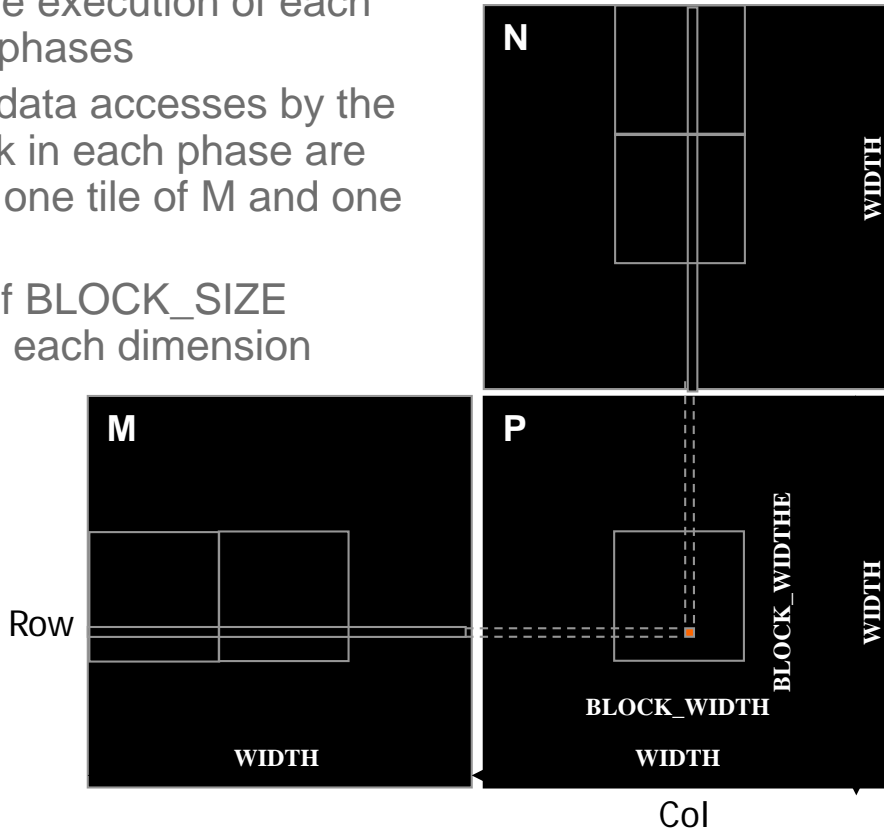 e execution of each
phases
data accesses by the
k in each phase are
one tile of M and one
f BLOCK_SIZE
each dimension
N
WIDTH
M
P
BLOCK_WIDTHE
WIDTH
Row
BLOCK_WIDTH
WIDTH
WIDTH
Col